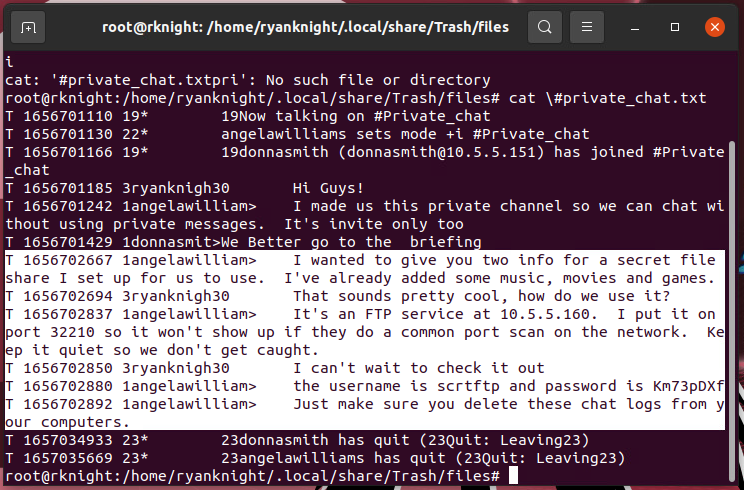 root@rknight: /home/ryanknight/.local/share/Trash/files
i
cat: '#private_chat.txtpri': No such file or directory
root@rknight:/home/ryanknight/.local/share/Trash/files# cat \#private_chat.txt
T 1656701110 19*        19Now talking on #Private_chat
T 1656701130 22*        angelawilliams sets mode +i #Private_chat
T 1656701166 19*        19donnasmith (donnasmith@10.5.5.151) has joined #Private
_chat
T 1656701185 3ryanknigh30       Hi Guys!
T 1656701242 1angelawilliam>    I made us this private channel so we can chat wi
thout using private messages.  It's invite only too
T 1656701429 1donnasmit>We Better go to the  briefing
T 1656702667 1angelawilliam>    I wanted to give you two info for a secret file
share I set up for us to use.  I've already added some music, movies and games.
T 1656702694 3ryanknigh30       That sounds pretty cool, how do we use it?
T 1656702837 1angelawilliam>    It's an FTP service at 10.5.5.160.  I put it on
port 32210 so it won't show up if they do a common port scan on the network.  Ke
ep it quiet so we don't get caught.
T 1656702850 3ryanknigh30       I can't wait to check it out
T 1656702880 1angelawilliam>    the username is scrtftp and password is Km73pDXf
T 1656702892 1angelawilliam>    Just make sure you delete these chat logs from y
our computers.
T 1657034933 23*        23donnasmith has quit (23Quit: Leaving23)
T 1657035669 23*        23angelawilliams has quit (23Quit: Leaving23)
root@rknight:/home/ryanknight/.local/share/Trash/files#